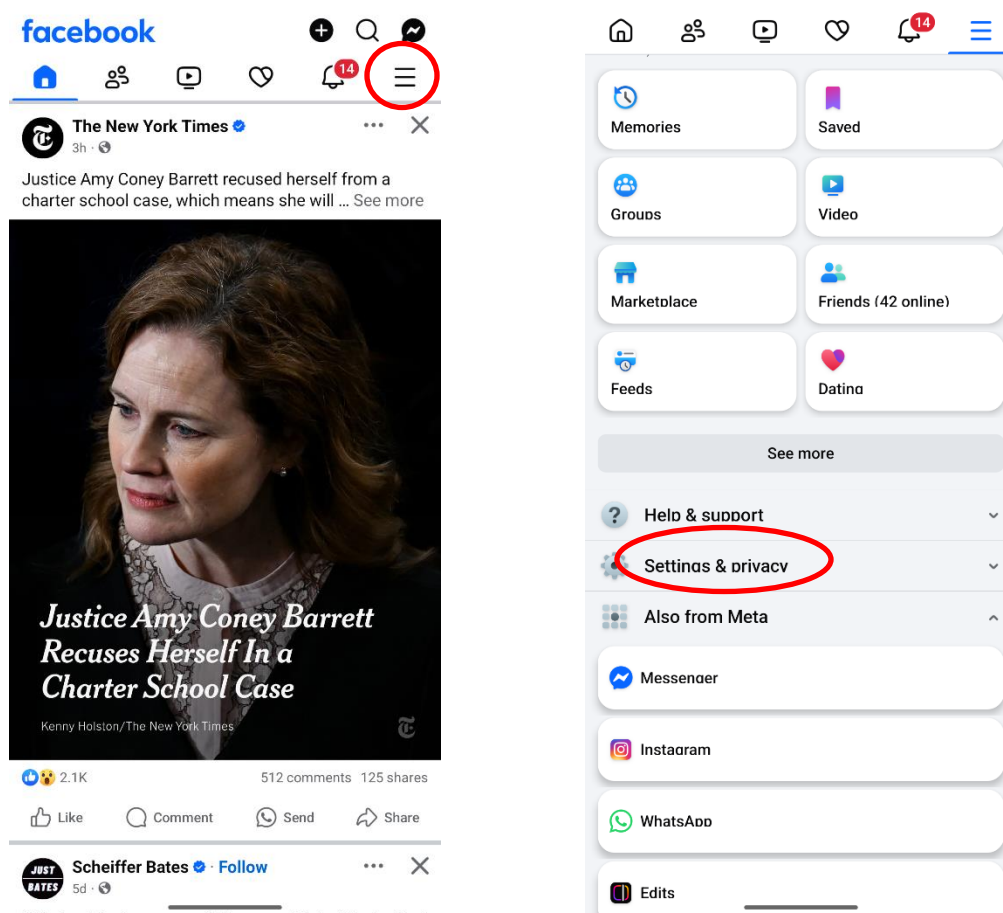 facebook
14
The New York Times
3h
Justice Amy Coney Barrett recused herself from a
charter school case, which means she will ... See more
Justice Amy Coney Barrett
Recuses Herself In a
Charter School Case
Kenny Holston/The New York Times
T
2.1K
512 comments 125 shares
Like
Comment
Send
Share
JUST
BATES
Scheiffer Bates · Follow
5d
14
Memories
Saved
Groups
Video
Marketplace
Friends (42 online)
Feeds
Dating
See more
Help & support
Settings & privacy
Also from Meta
Messenger
Instagram
WhatsApp
Edits